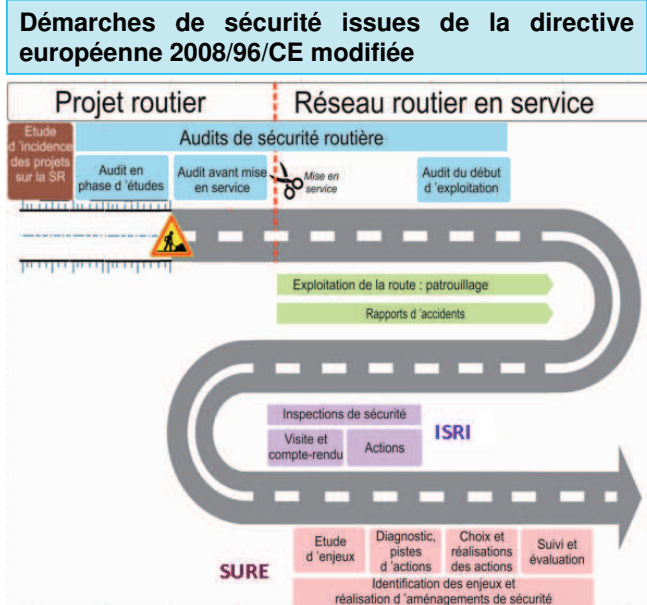 Démarches de sécurité issues de la directive
européenne 2008/96/CE modifiée
Projet routier
Réseau routier en service
Etude
d 'incidence
des projets
sur la SR
Audits de sécurité routière
Audit en
phase d 'études
Audit avant mise
en service
Mise en
service
Audit du début
d 'exploitation
Exploitation de la route : patrouillage
Rapports d 'accidents
Inspections de sécurité
ISRI
Visite et
compte-rendu
Actions
SURE
Etude
d 'enjeux
Diagnostic,
pistes
d 'actions
Choix et
réalisations
des actions
Suivi et
évaluation
Identification des enjeux et
réalisation d 'aménagements de sécurité